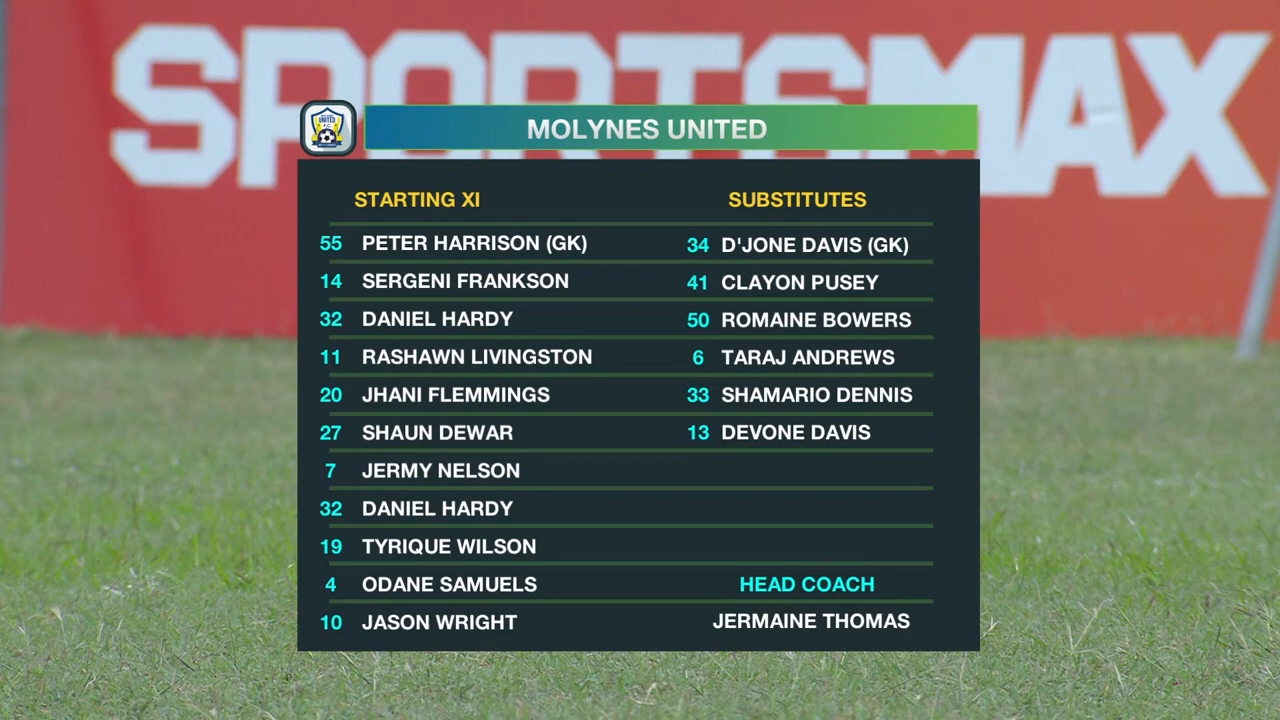 SPORTSMAX
UNITED
MOLYNES UNITED
STARTING XI
55 PETER HARRISON (GK)
14 SERGENI FRANKSON
32 DANIEL HARDY
11 RASHAWN LIVINGSTON
20 JHANI FLEMMINGS
27 SHAUN DEWAR
7 JERMY NELSON
32 DANIEL HARDY
19 TYRIQUE WILSON
4 ODANE SAMUELS
10 JASON WRIGHT
SUBSTITUTES
34 D'JONE DAVIS (GK)
41 CLAYON PUSEY
50 ROMAINE BOWERS
6 TARAJ ANDREWS
33 SHAMARIO DENNIS
13 DEVONE DAVIS
HEAD COACH
JERMAINE THOMAS